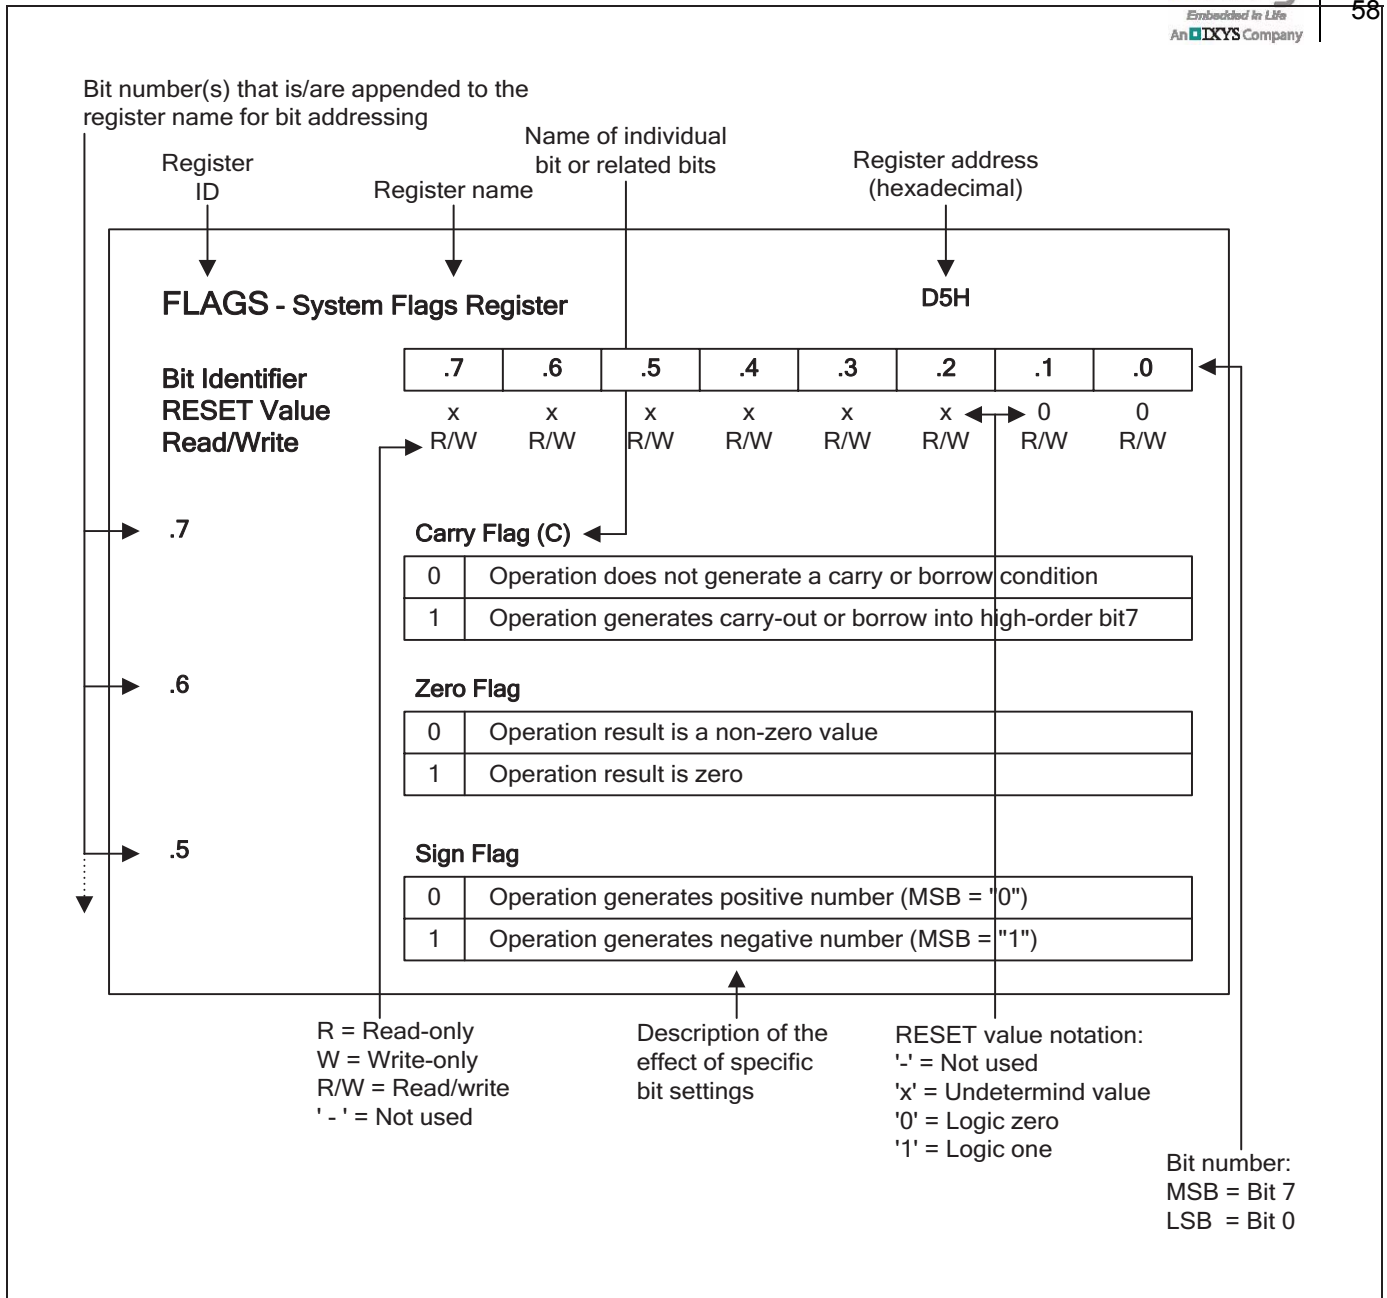 Embedded in Life
An IXYS Company
58
Bit number(s) that is/are appended to the
register name for bit addressing
Name of individual
bit or related bits
Register
ID
Register name
Register address
(hexadecimal)
FLAGS - System Flags Register
D5H
Bit Identifier
.7 .6 .5 .4 .3 .2 .1 .0
RESET Value
x x x x x x 0 0
Read/Write
R/W R/W R/W R/W R/W R/W R/W R/W
.7
Carry Flag (C)
0 Operation does not generate a carry or borrow condition
1 Operation generates carry-out or borrow into high-order bit7
.6
Zero Flag
0 Operation result is a non-zero value
1 Operation result is zero
.5
Sign Flag
0 Operation generates positive number (MSB = "0")
1 Operation generates negative number (MSB = "1")
R = Read-only
W = Write-only
R/W = Read/write
' - ' = Not used
Description of the
effect of specific
bit settings
RESET value notation:
'-' = Not used
'x' = Undetermind value
'0' = Logic zero
'1' = Logic one
Bit number:
MSB = Bit 7
LSB = Bit 0